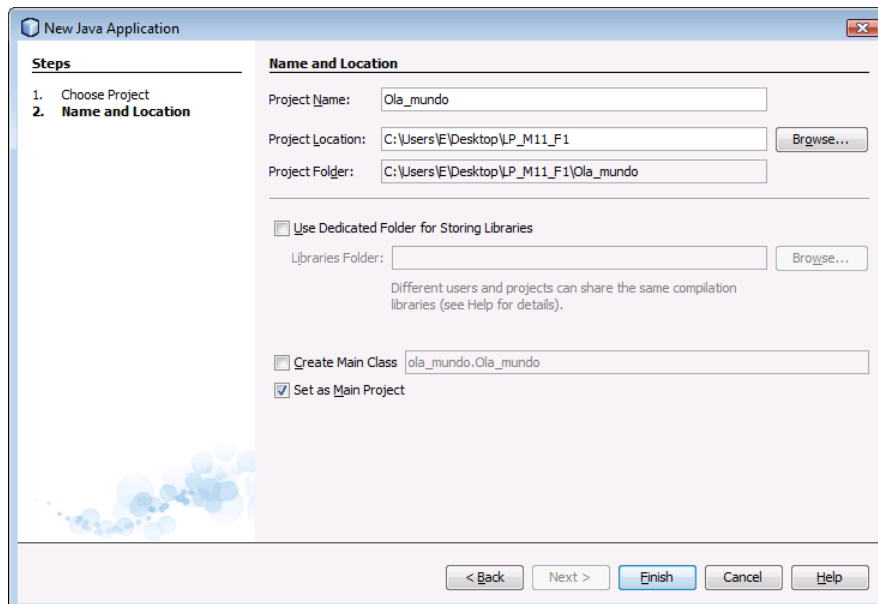 New Java Application
Steps
1. Choose Project
2. Name and Location
Name and Location
Project Name: Ola_mundo
Project Location: C:\Users\E\Desktop\LP_M11_F1 Browse...
Project Folder: C:\Users\E\Desktop\LP_M11_F1\Ola_mundo
Use Dedicated Folder for Storing Libraries
Libraries Folder: Browse...
Different users and projects can share the same compilation
libraries (see Help for details).
Create Main Class ola_mundo.Ola_mundo
Set as Main Project
< Back Next > Finish Cancel Help